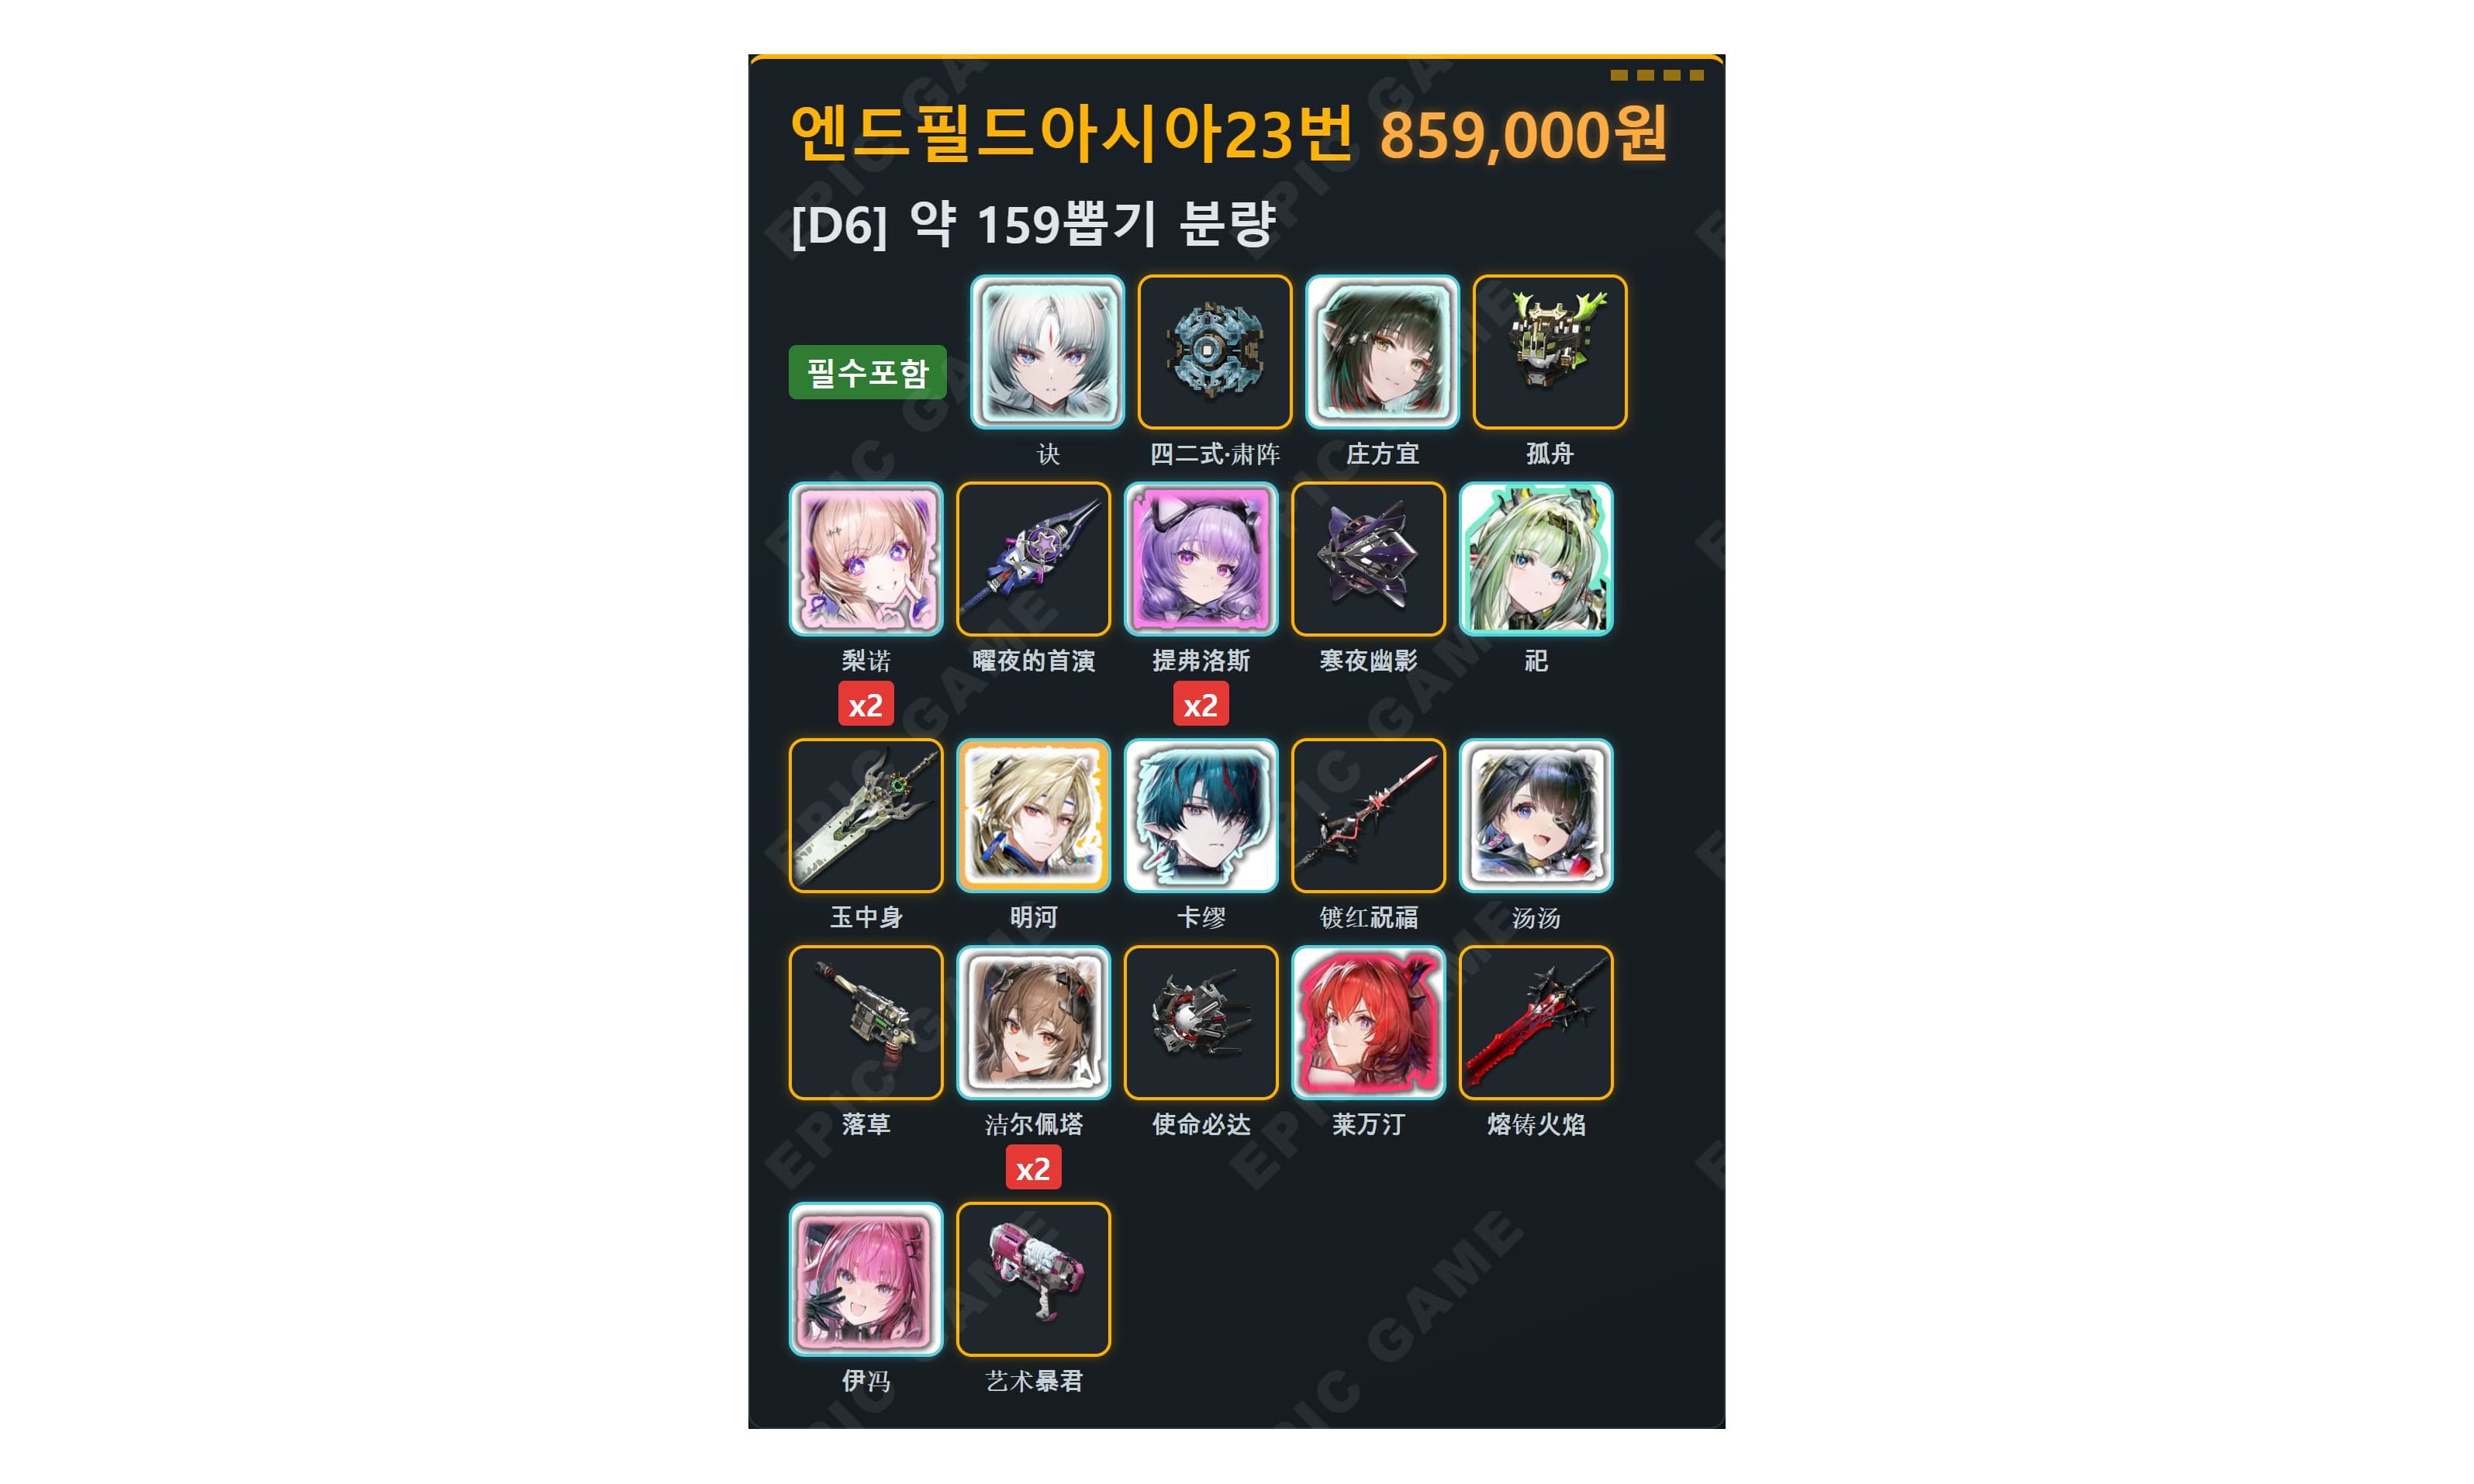 엔드필드아시아23번 859,000원
[D6] 약 159뽑기 분량
필수포함
诀 四二式·肃阵 庄方宜 孤舟
梨诺 曜夜的首演 提弗洛斯 寒夜幽影 祀
x2 x2
玉中身 明河 卡缪 镀红祝福 汤汤
落草 洁尔佩塔 使命必达 莱万汀 熔铸火焰
x2
伊冯 艺术暴君
EPIC GAME